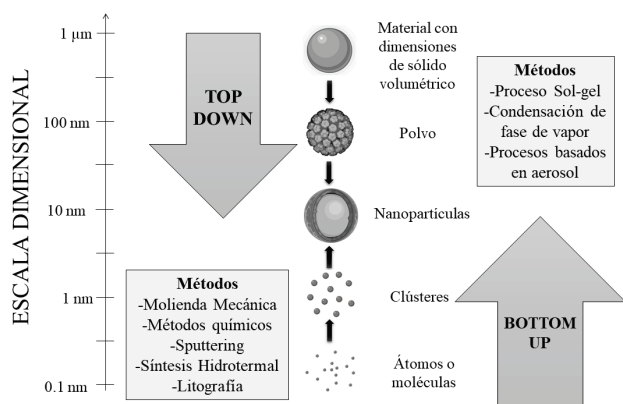 ESCALA DIMENSIONAL
1 µm
100 nm
10 nm
1 nm
0.1 nm
TOP
DOWN
Métodos
-Molienda Mecánica
-Métodos químicos
-Sputtering
-Síntesis Hidrotermal
-Litografía
Material con
dimensiones
de sólido
volumétrico
Polvo
Nanopartículas
Clústeres
Átomos o
moléculas
Métodos
-Proceso Sol-gel
-Condensación de
fase de vapor
-Procesos basados
en aerosol
BOTTOM
UP